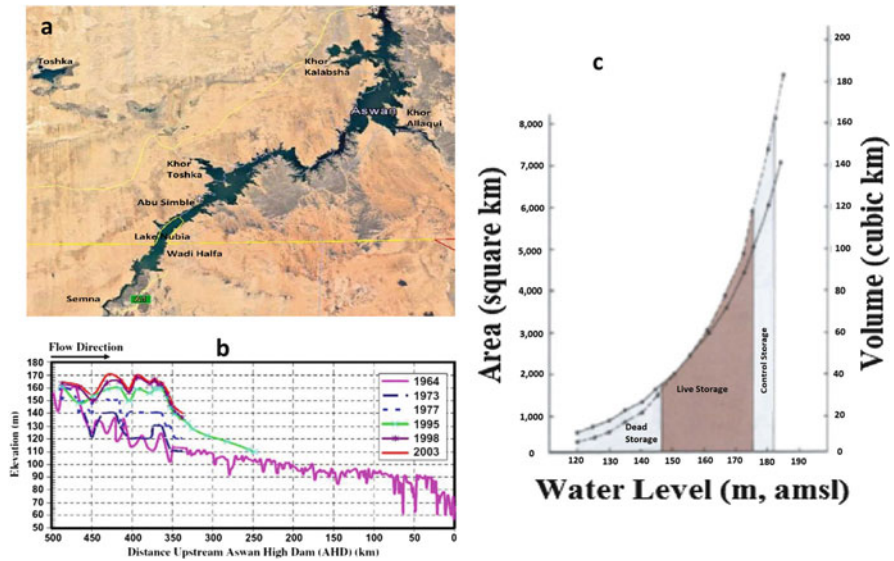 a
Toshka
Khor
Kalabsha
Aswan
Khor
Allaqui
Khor
Toshka
Abu Simble
Lake Nubia
Wadi Halfa
Semna
b
Flow Direction
1964
1973
1977
1995
1998
2003
180
170
160
150
140
130
120
110
100
90
80
70
60
50
Elevation (m)
500 450 400 350 300 250 200 150 100 50 0
Distance Upstream Aswan High Dam (AHD) (km)
c
Area (square km)
8,000
7,000
6,000
5,000
4,000
3,000
2,000
1,000
0
Dead
Storage
Live Storage
Control Storage
200
180
160
140
120
100
80
60
40
20
0
Volume (cubic km)
120 130 140 150 160 170 180 190
Water Level (m, amsl)